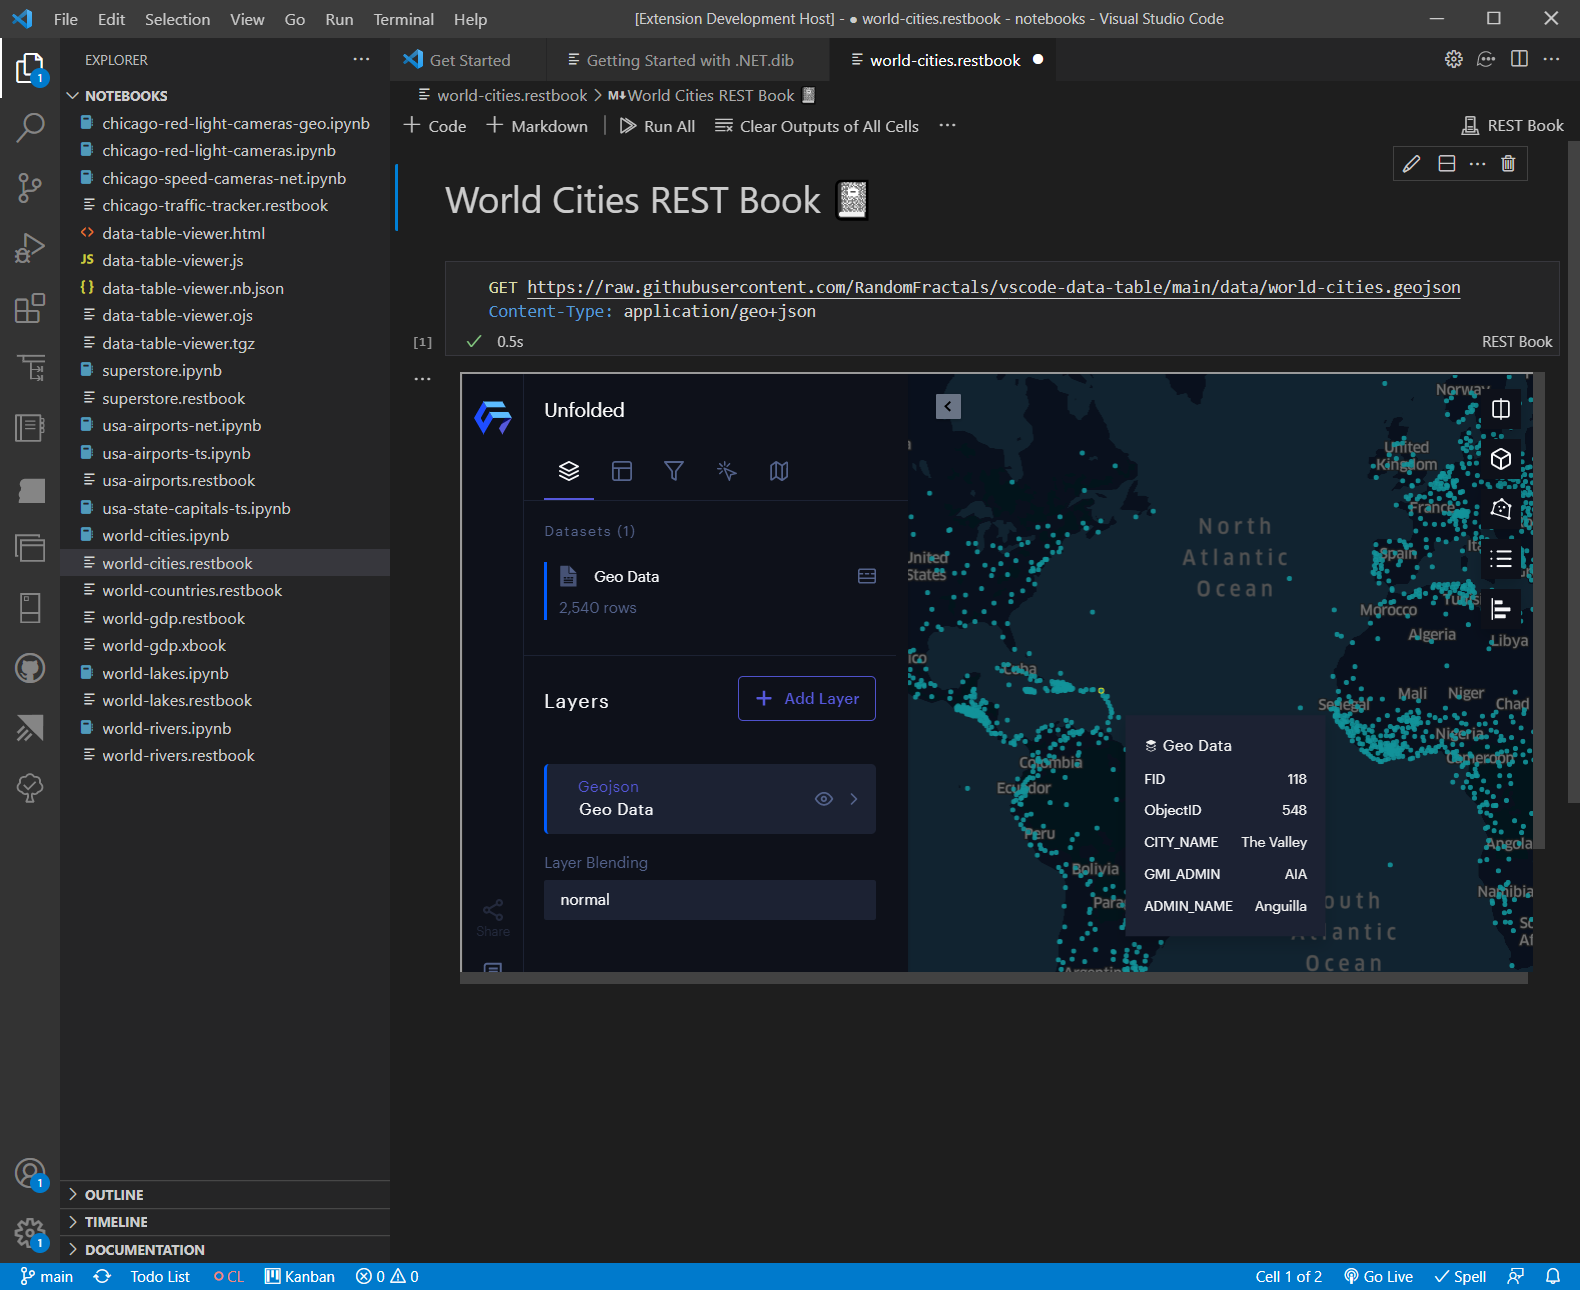 File Edit Selection View Go Run Terminal Help
[Extension Development Host] - ● world-cities.restbook - notebooks - Visual Studio Code
EXPLORER
Get Started
Getting Started with .NET.dib
world-cities.restbook
NOTEBOOKS
chicago-red-light-cameras-geo.ipynb
chicago-red-light-cameras.ipynb
chicago-speed-cameras-net.ipynb
chicago-traffic-tracker.restbook
data-table-viewer.html
JS data-table-viewer.js
{} data-table-viewer.nb.json
data-table-viewer.ojs
data-table-viewer.tgz
superstore.ipynb
superstore.restbook
usa-airports-net.ipynb
usa-airports-ts.ipynb
usa-airports.restbook
usa-state-capitals-ts.ipynb
world-cities.ipynb
world-cities.restbook
world-countries.restbook
world-gdp.restbook
world-gdp.xbook
world-lakes.ipynb
world-lakes.restbook
world-rivers.ipynb
world-rivers.restbook
OUTLINE
TIMELINE
DOCUMENTATION
1
1
1
world-cities.restbook > M↓World Cities REST Book
+ Code + Markdown Run All Clear Outputs of All Cells ···
REST Book
World Cities REST Book
GET https://raw.githubusercontent.com/RandomFractals/vscode-data-table/main/data/world-cities.geojson
Content-Type: application/geo+json
[1] 0.5s
REST Book
Unfolded
Datasets (1)
Geo Data
2,540 rows
Layers
+ Add Layer
Geojson
Geo Data
Layer Blending
normal
Share
Norway
United
Kingdom
France
Spain
North
Atlantic
Ocean
United
States
Morocco
Algeria
Libya
Cuba
Mali
Niger
Chad
Senegal
Nigeria
Cameroon
Colombia
Ecuador
Peru
Bolivia
Angola
Namibia
Geo Data
FID 118
ObjectID 548
CITY_NAME The Valley
GMI_ADMIN AIA
ADMIN_NAME Anguilla
outh
Atlantic
Ocean
Argentin
main Todo List CL Kanban 0 0
Cell 1 of 2 Go Live Spell